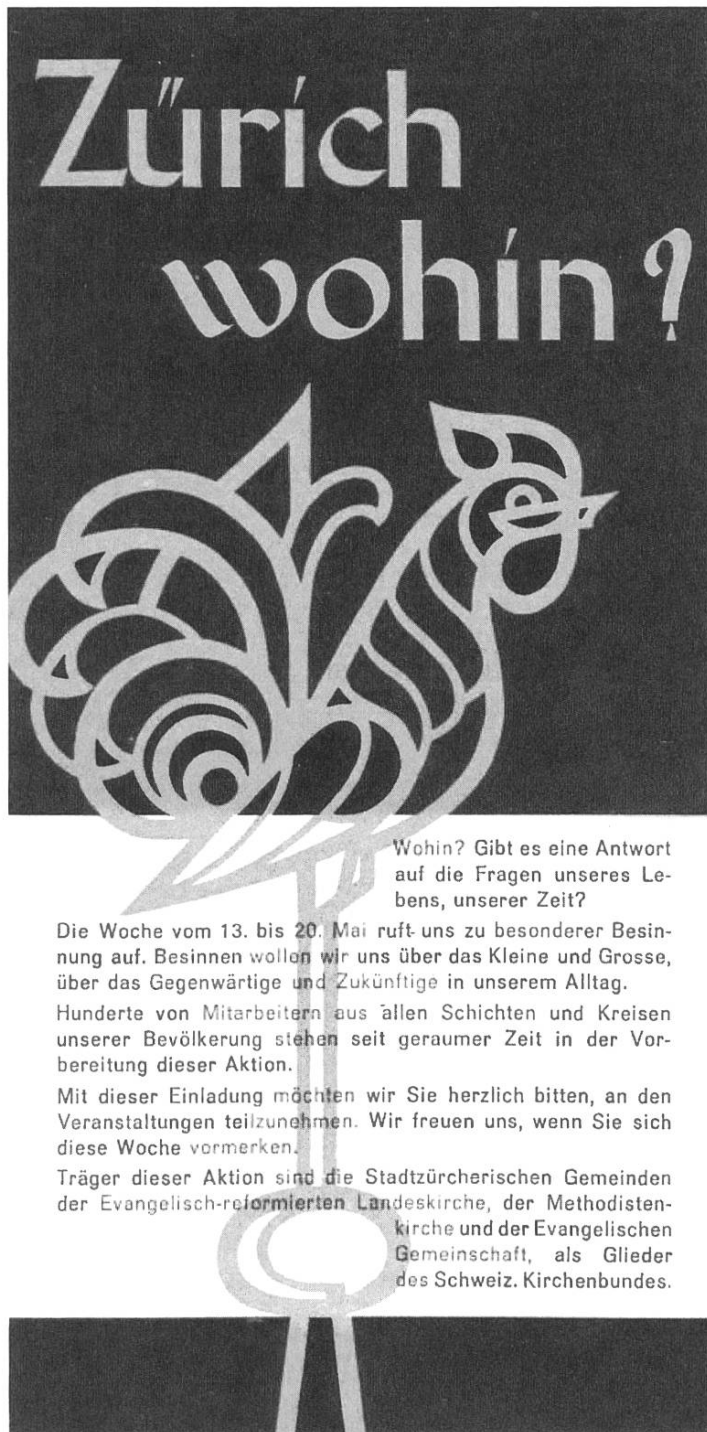 Zürich
wohin?
Wohin? Gibt es eine Antwort
auf die Fragen unseres Le-
bens, unserer Zeit?
Die Woche vom 13. bis 20. Mai ruft uns zu besonderer Besin-
nung auf. Besinnen wollen wir uns über das Kleine und Grosse,
über das Gegenwärtige und Zukünftige in unserem Alltag.
Hunderte von Mitarbeitern aus allen Schichten und Kreisen
unserer Bevölkerung stehen seit geraumer Zeit in der Vor-
bereitung dieser Aktion.
Mit dieser Einladung möchten wir Sie herzlich bitten, an den
Veranstaltungen teilzunehmen. Wir freuen uns, wenn Sie sich
diese Woche vormerken.
Träger dieser Aktion sind die Stadtzürcherischen Gemeinden
der Evangelisch-reformierten Landeskirche, der Methodisten-
kirche und der Evangelischen
Gemeinschaft, als Glieder
des Schweiz. Kirchenbundes.